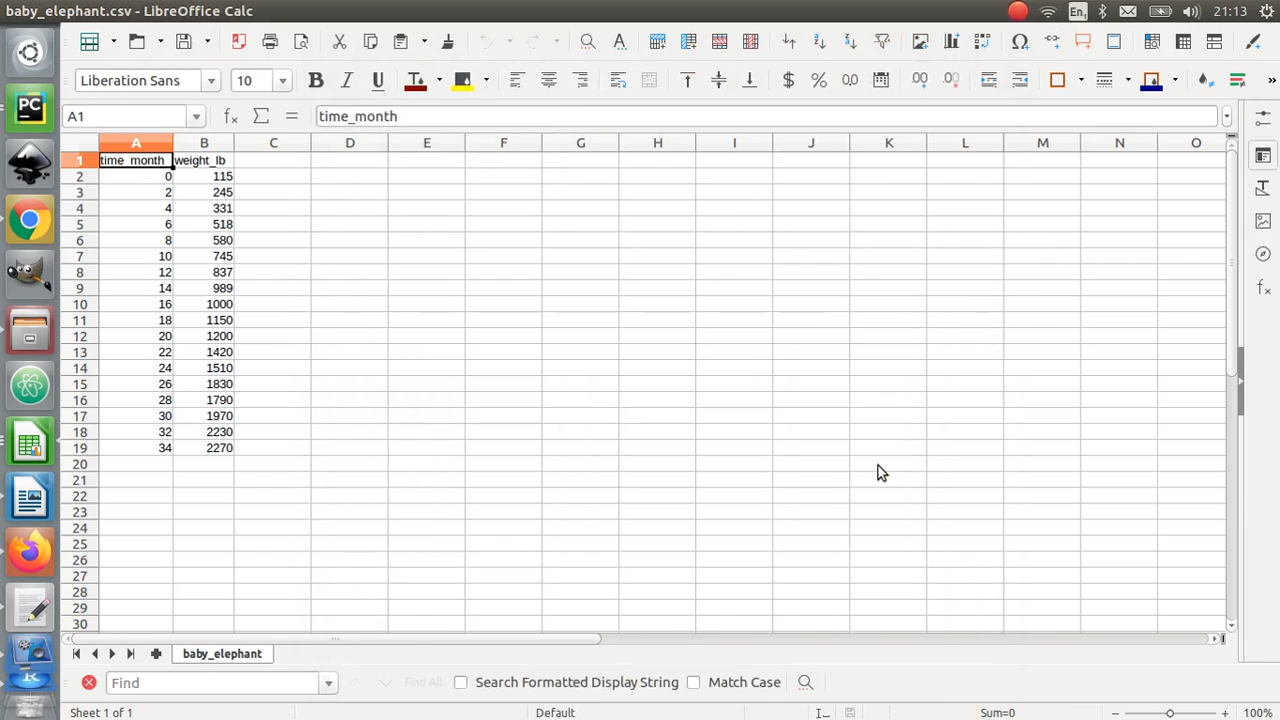 baby_elephant.csv - LibreOffice Calc
En1
21:13
Liberation Sans
10
A1
time_month
A B C D E F G H I J K L M N O
1 time_month weight_lb
2 0 115
3 2 245
4 4 331
5 6 518
6 8 580
7 10 745
8 12 837
9 14 989
10 16 1000
11 18 1150
12 20 1200
13 22 1420
14 24 1510
15 26 1830
16 28 1790
17 30 1970
18 32 2230
19 34 2270
20
21
22
23
24
25
26
27
28
29
30
baby_elephant
Find
Find All
Search Formatted Display String
Match Case
Sheet 1 of 1
Default
Sum=0
100%